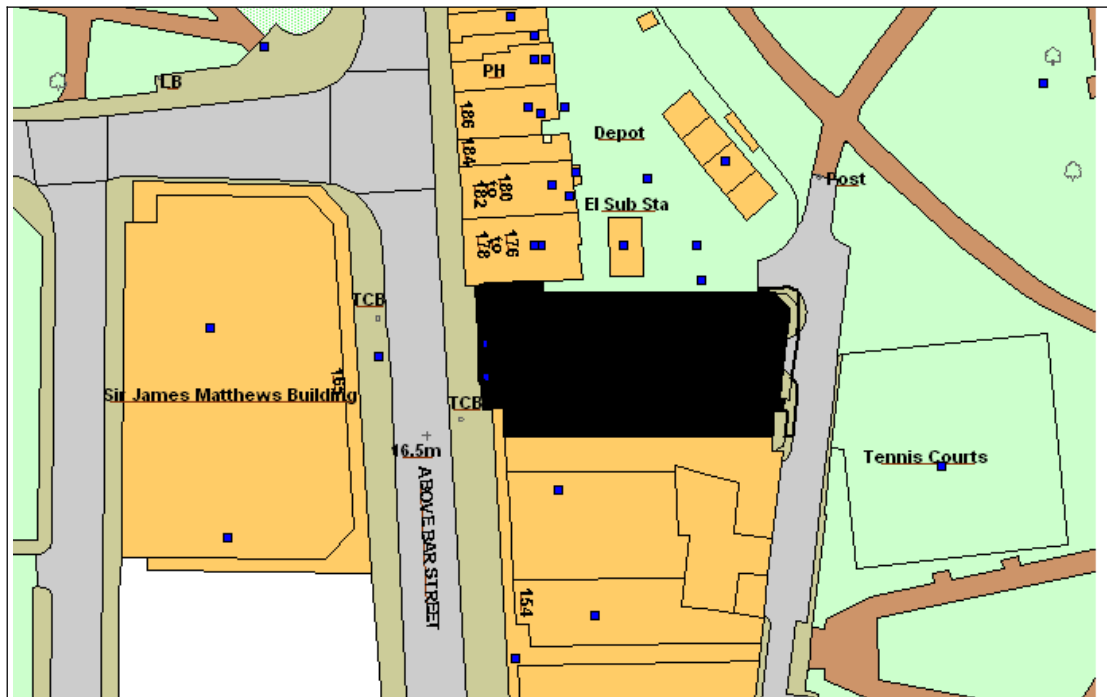 LB
PH
186
Depot
184
Post
180
to
182
El Sub Sta
176
to
178
TCB
165
Sir James Matthews Building
TCB
16.5m
Tennis Courts
ABOVE BAR STREET
154